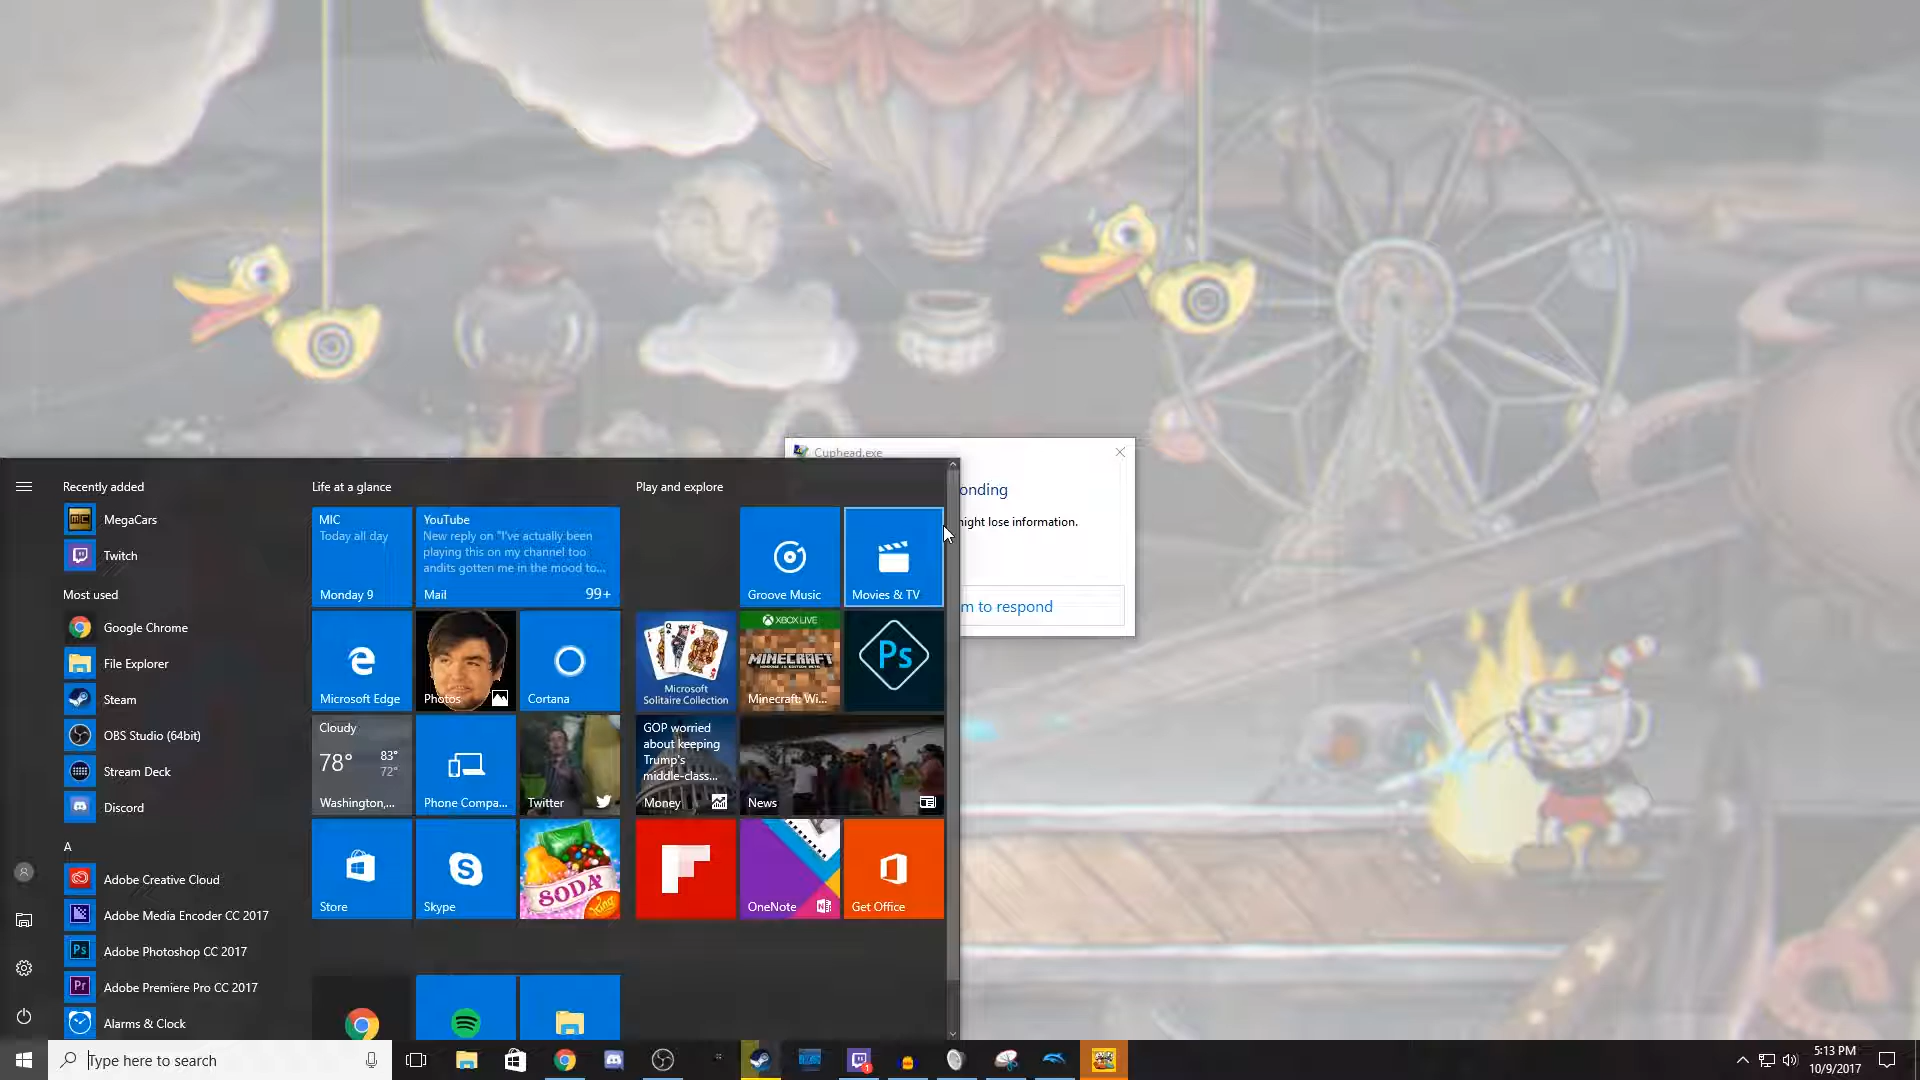 Cuphead.exe
onding
night lose information.
m to respond
Recently added
MegaCars
Twitch
Most used
Google Chrome
File Explorer
Steam
OBS Studio (64bit)
Stream Deck
Discord
A
Adobe Creative Cloud
Adobe Media Encoder CC 2017
Adobe Photoshop CC 2017
Adobe Premiere Pro CC 2017
Alarms & Clock
Life at a glance
MIC
Today all day
Monday 9
YouTube
New reply on "I've actually been
playing this on my channel too
andits gotten me in the mood to...
Mail 99+
Microsoft Edge
Photos
Cortana
Cloudy
78° 83°
72°
Washington,...
Phone Compa...
Twitter
Store
Skype
SODA
King
Play and explore
Groove Music
Movies & TV
Microsoft
Solitaire Collection
XBOX LIVE
MINECRAFT
Minecraft: Wi...
Ps
GOP worried
about keeping
Trump's
middle-class...
Money
News
OneNote
Get Office
Type here to search
5:13 PM
10/9/2017